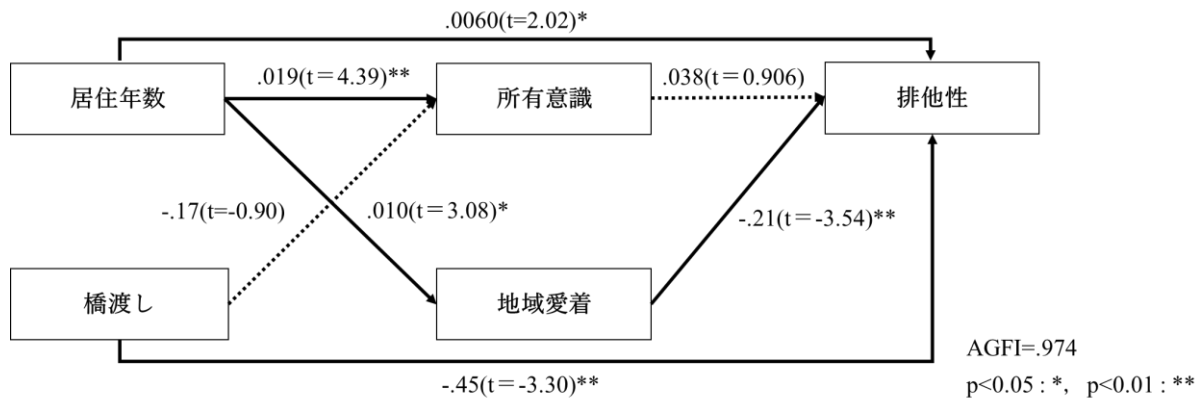 .0060(t=2.02)*
居住年数
.019(t＝4.39)**
所有意識
.038(t＝0.906)
排他性
-.17(t=-0.90)
.010(t＝3.08)*
-.21(t＝-3.54)**
橋渡し
地域愛着
-.45(t＝-3.30)**
AGFI=.974
p<0.05 : *,   p<0.01 : **